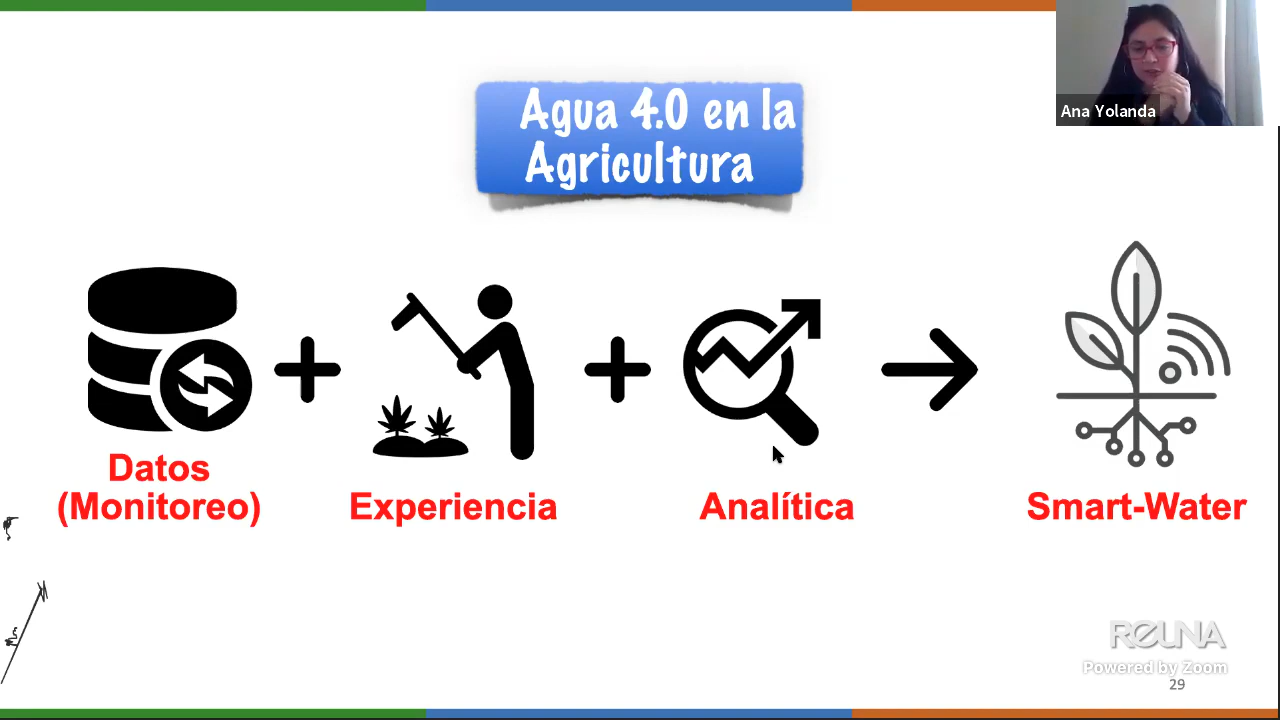 Ana Yolanda
Agua 4.0 en la
Agricultura
Datos
(Monitoreo)
Experiencia
Analítica
Smart-Water
REUNA
Powered by Zoom
29